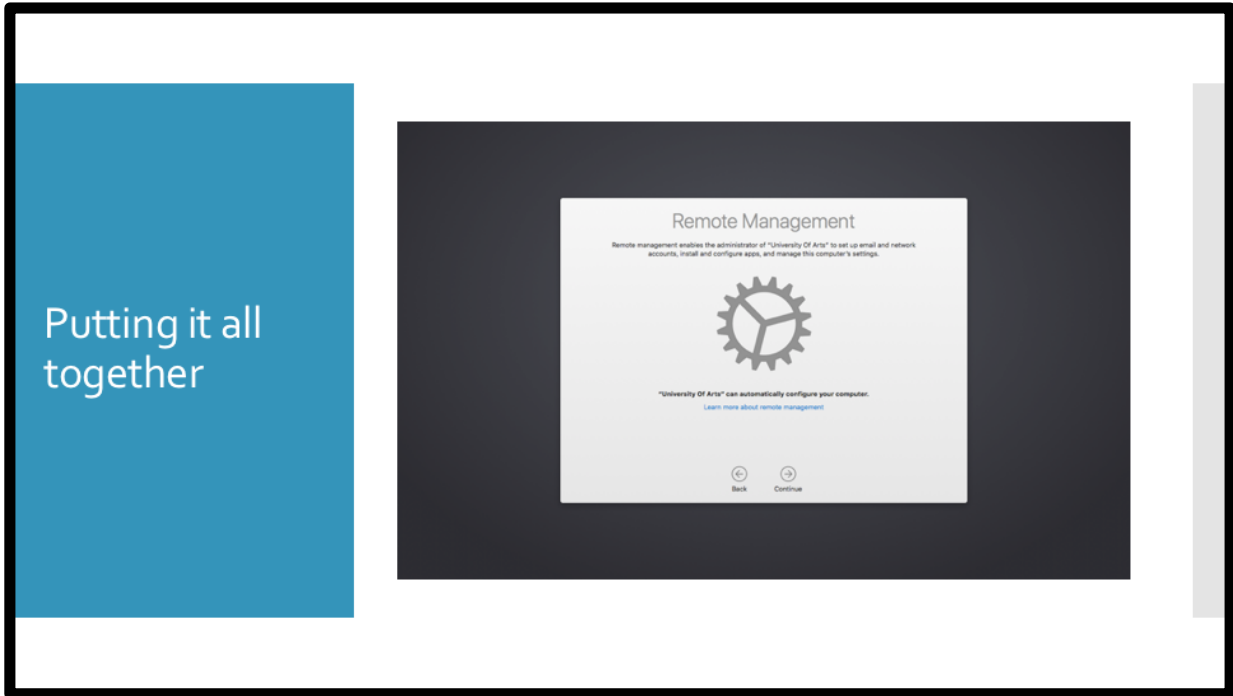 Putting it all
together
Remote Management
Remote management enables the administrator of "University Of Arts" to set up email and network
accounts, install and configure apps, and manage this computer's settings.
"University Of Arts" can automatically configure your computer.
Learn more about remote management
Back Continue